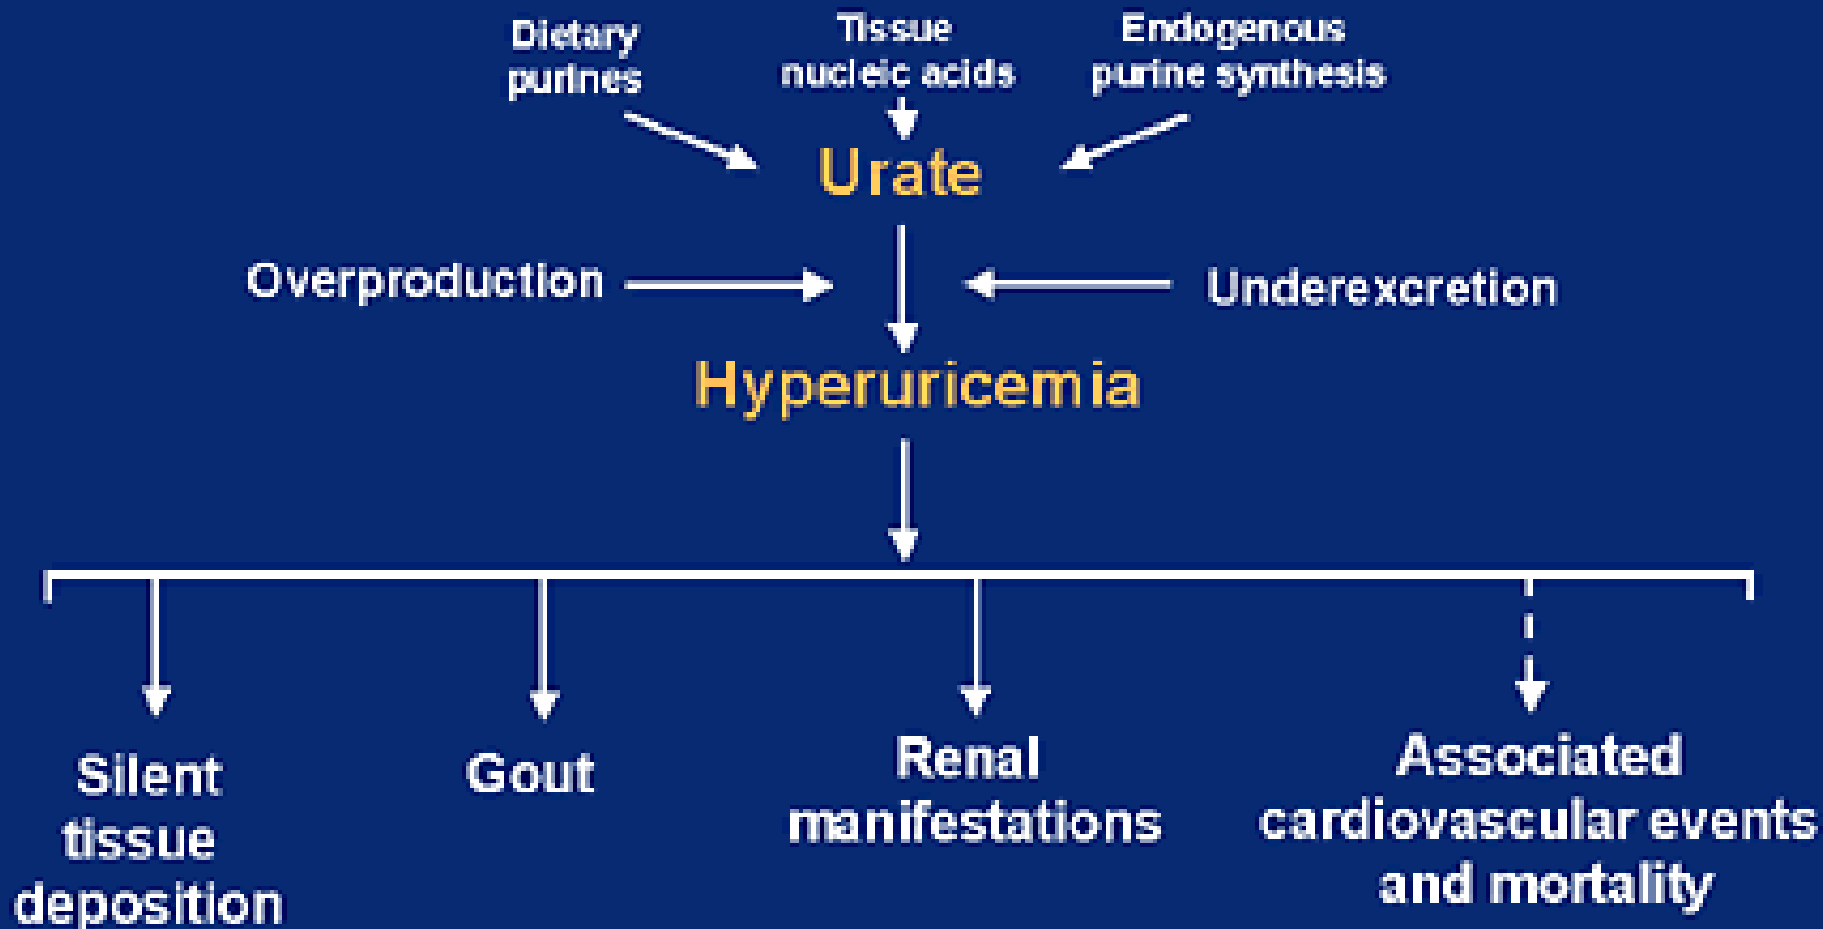 Dietary
purines
Tissue
nucleic acids
Endogenous
purine synthesis
Urate
Overproduction
Underexcretion
Hyperuricemia
Silent
tissue
deposition
Gout
Renal
manifestations
Associated
cardiovascular events
and mortality